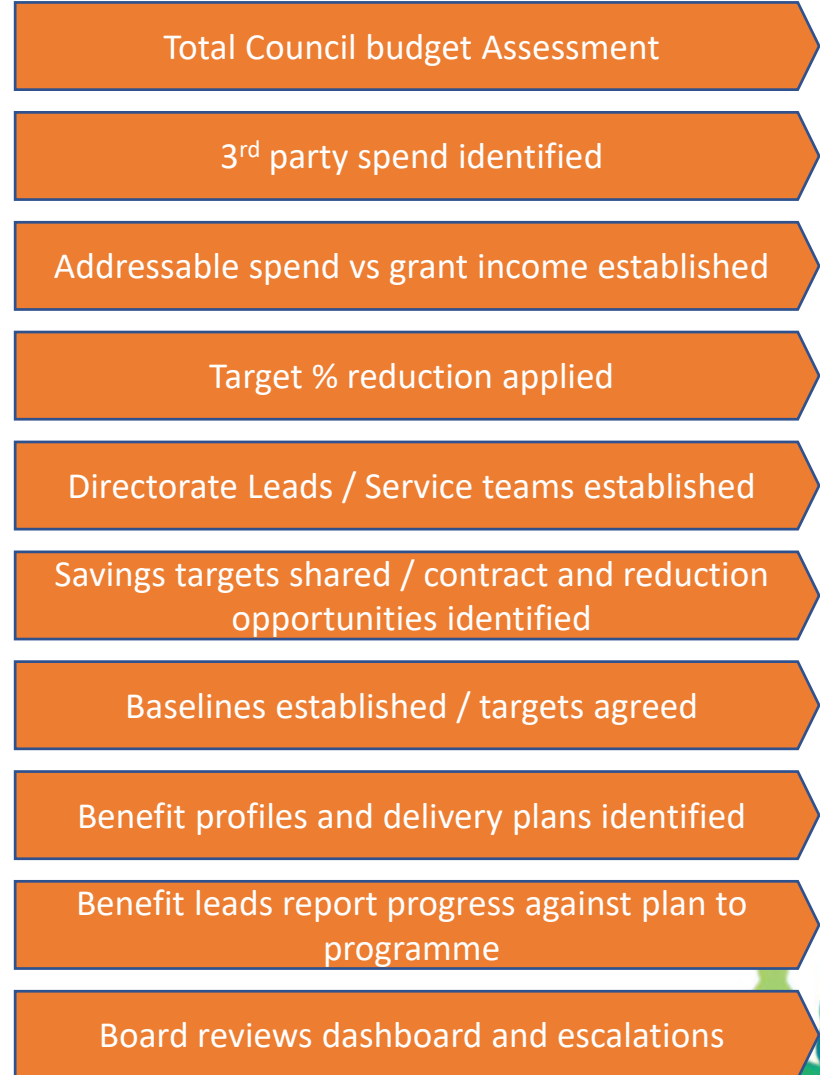 Total Council budget Assessment
3rd party spend identified
Addressable spend vs grant income established
Target % reduction applied
Directorate Leads / Service teams established
Savings targets shared / contract and reduction
opportunities identified
Baselines established / targets agreed
Benefit profiles and delivery plans identified
Benefit leads report progress against plan to
programme
Board reviews dashboard and escalations